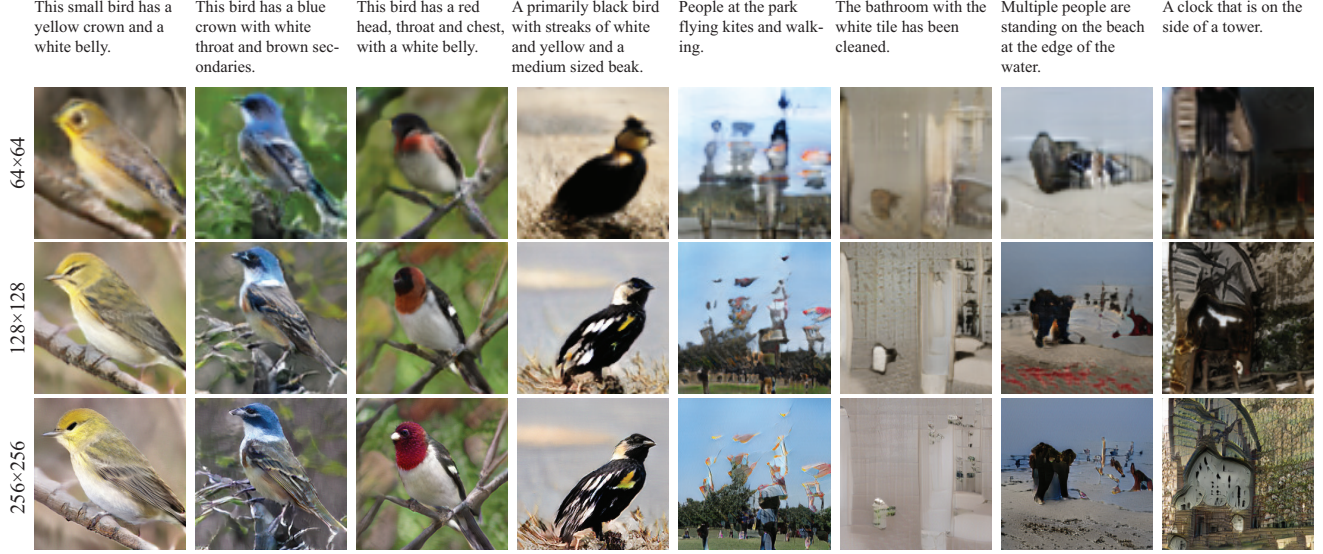 This small bird has a
yellow crown and a
white belly.
This bird has a blue
crown with white
throat and brown sec-
ondaries.
This bird has a red
head, throat and chest,
with a white belly.
A primarily black bird
with streaks of white
and yellow and a
medium sized beak.
People at the park
flying kites and walk-
ing.
The bathroom with the
white tile has been
cleaned.
Multiple people are
standing on the beach
at the edge of the
water.
A clock that is on the
side of a tower.
64×64
128×128
256×256